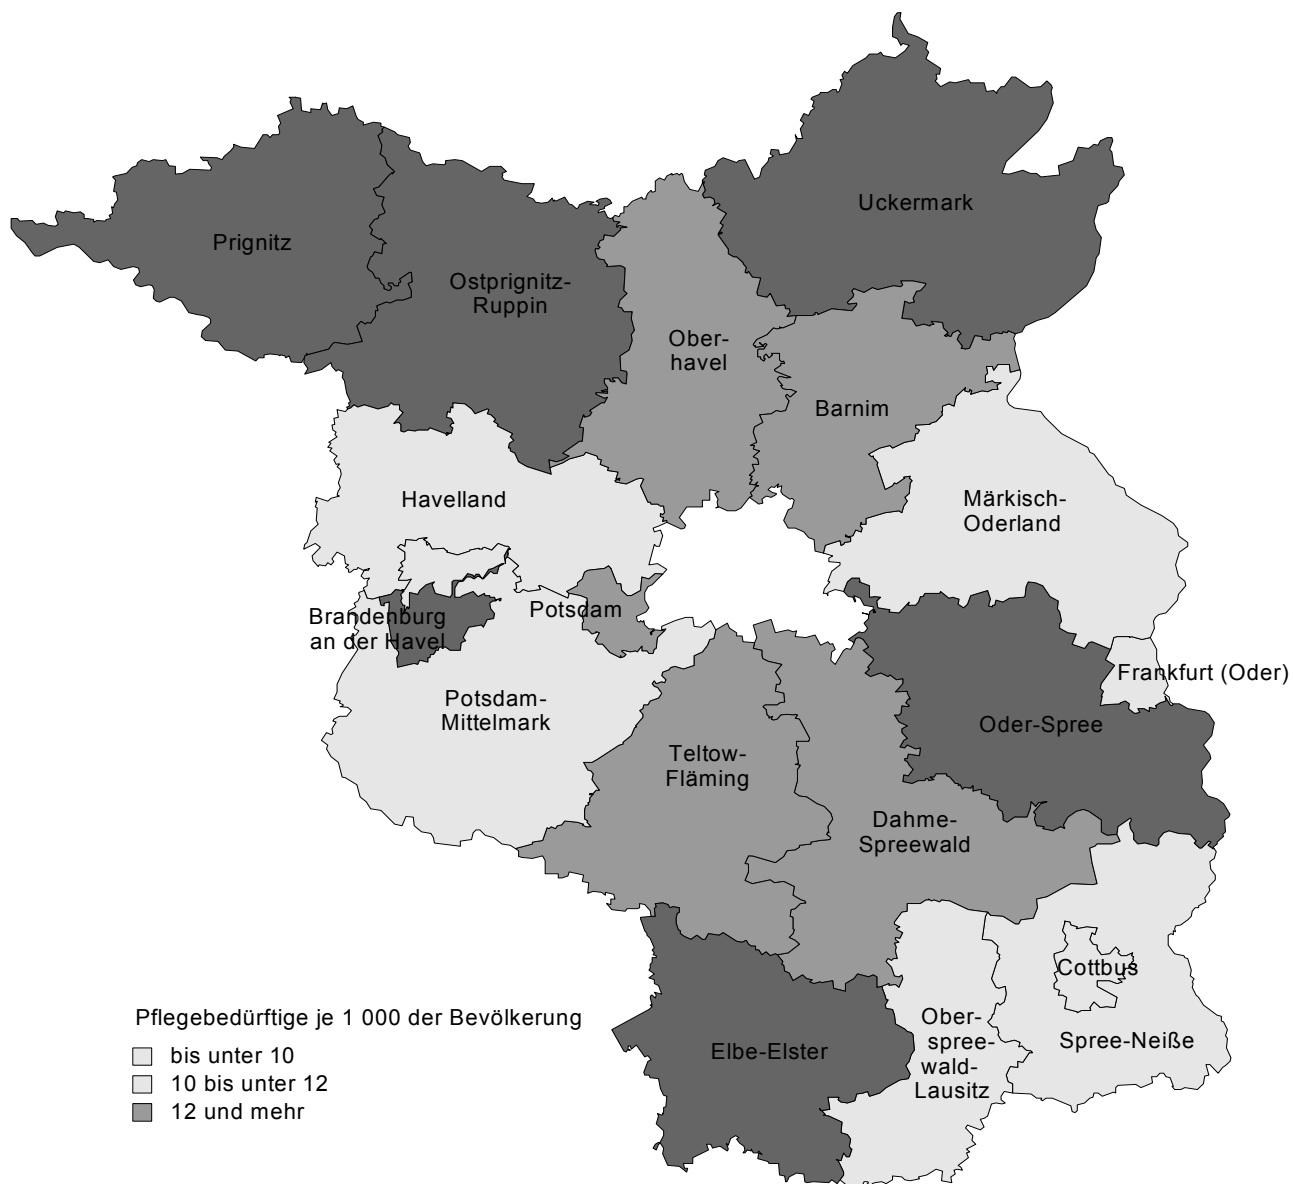 Uckermark
Prignitz
Ostprignitz-
Ruppin
Ober-
havel
Barnim
Havelland
Märkisch-
Oderland
Brandenburg
an der Havel
Potsdam
Frankfurt (Oder)
Potsdam-
Mittelmark
Oder-Spree
Teltow-
Fläming
Dahme-
Spreewald
Cottbus
Ober-
spree-
wald-
Lausitz
Spree-Neiße
Elbe-Elster
Pflegebedürftige je 1 000 der Bevölkerung
bis unter 10
10 bis unter 12
12 und mehr